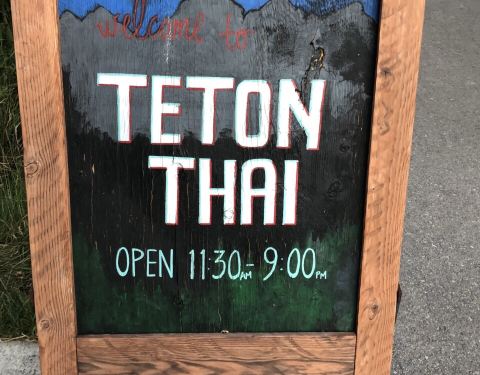 welcome to
TETON
THAI
OPEN 11:30AM- 9:00PM